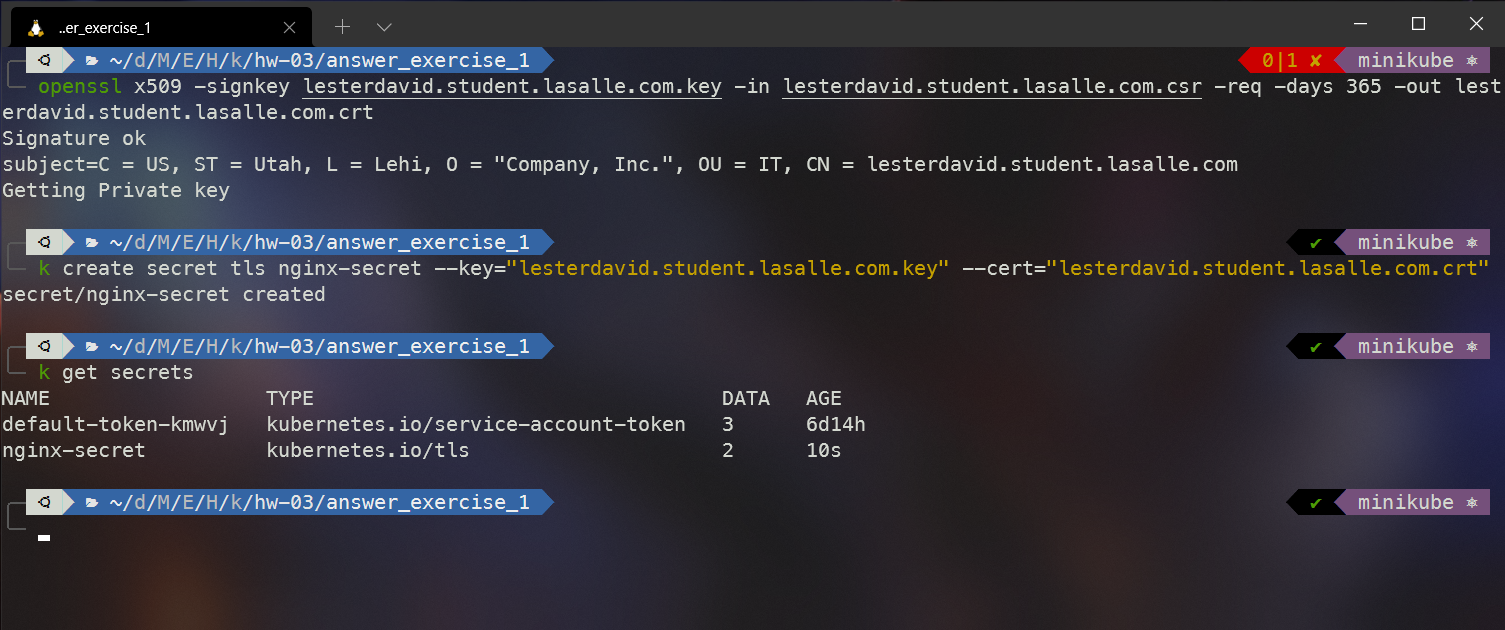 ..er_exercise_1
~/d/M/E/H/k/hw-03/answer_exercise_1 0|1 ✘ minikube ⎈
openssl x509 -signkey lesterdavid.student.lasalle.com.key -in lesterdavid.student.lasalle.com.csr -req -days 365 -out lest
erdavid.student.lasalle.com.crt
Signature ok
subject=C = US, ST = Utah, L = Lehi, O = "Company, Inc.", OU = IT, CN = lesterdavid.student.lasalle.com
Getting Private key
~/d/M/E/H/k/hw-03/answer_exercise_1 ✔ minikube ⎈
k create secret tls nginx-secret --key="lesterdavid.student.lasalle.com.key" --cert="lesterdavid.student.lasalle.com.crt"
secret/nginx-secret created
~/d/M/E/H/k/hw-03/answer_exercise_1 ✔ minikube ⎈
k get secrets
NAME TYPE DATA AGE
default-token-kmwvj kubernetes.io/service-account-token 3 6d14h
nginx-secret kubernetes.io/tls 2 10s
~/d/M/E/H/k/hw-03/answer_exercise_1 ✔ minikube ⎈